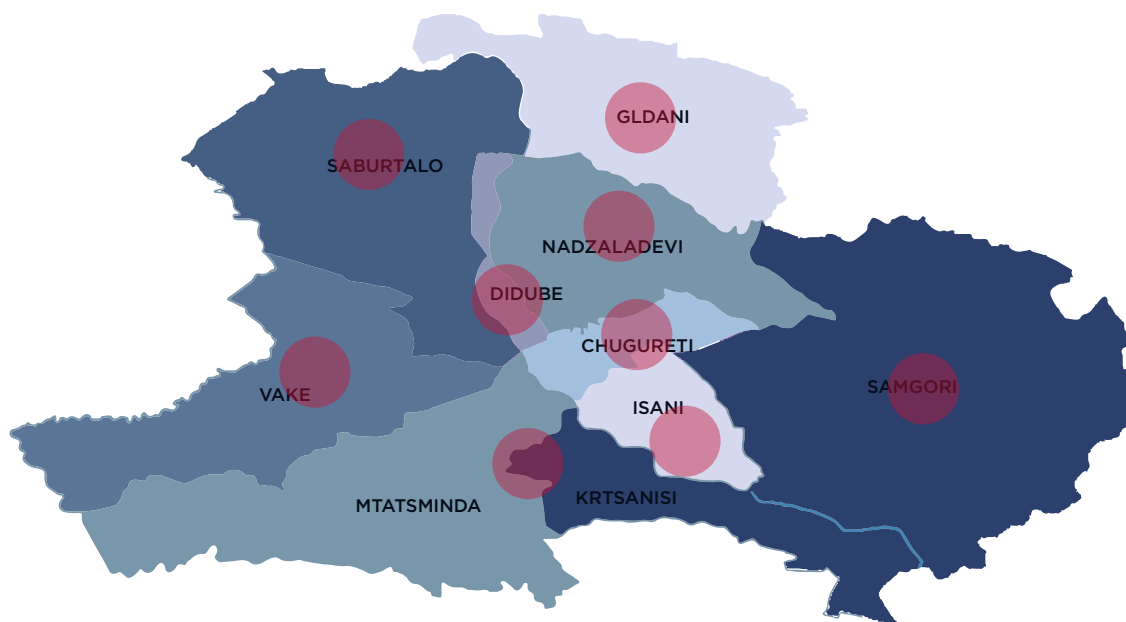 GLDANI
SABURTALO
NADZALADEVI
DIDUBE
CHUGURETI
SAMGORI
VAKE
ISANI
KRTSANISI
MTATSMINDA